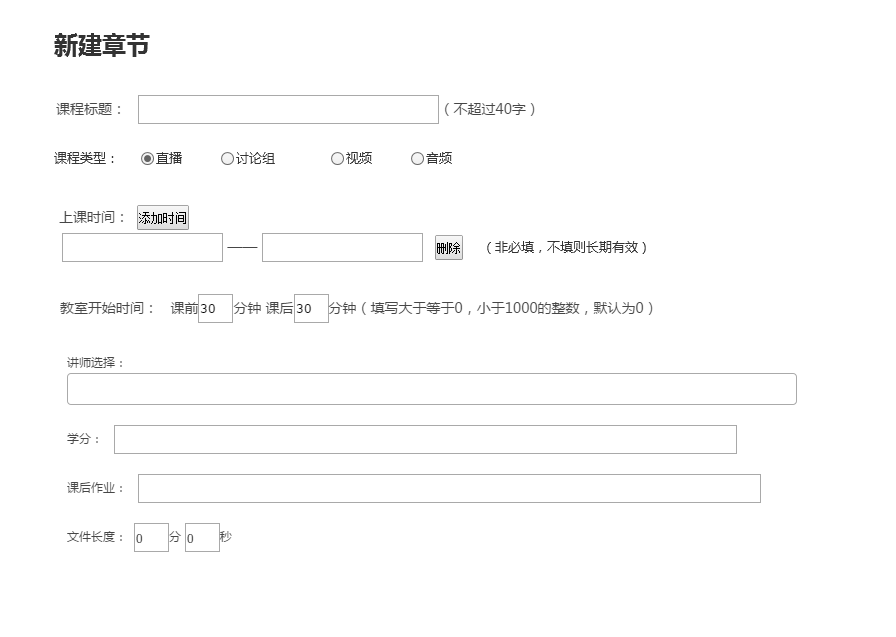 新建章节
课程标题： （不超过40字）
课程类型： 直播 讨论组 视频 音频
上课时间： 添加时间
—— 删除 （非必填，不填则长期有效）
教室开始时间： 课前30分钟 课后30分钟（填写大于等于0，小于1000的整数，默认为0）
讲师选择：
学分：
课后作业：
文件长度： 0分 0秒